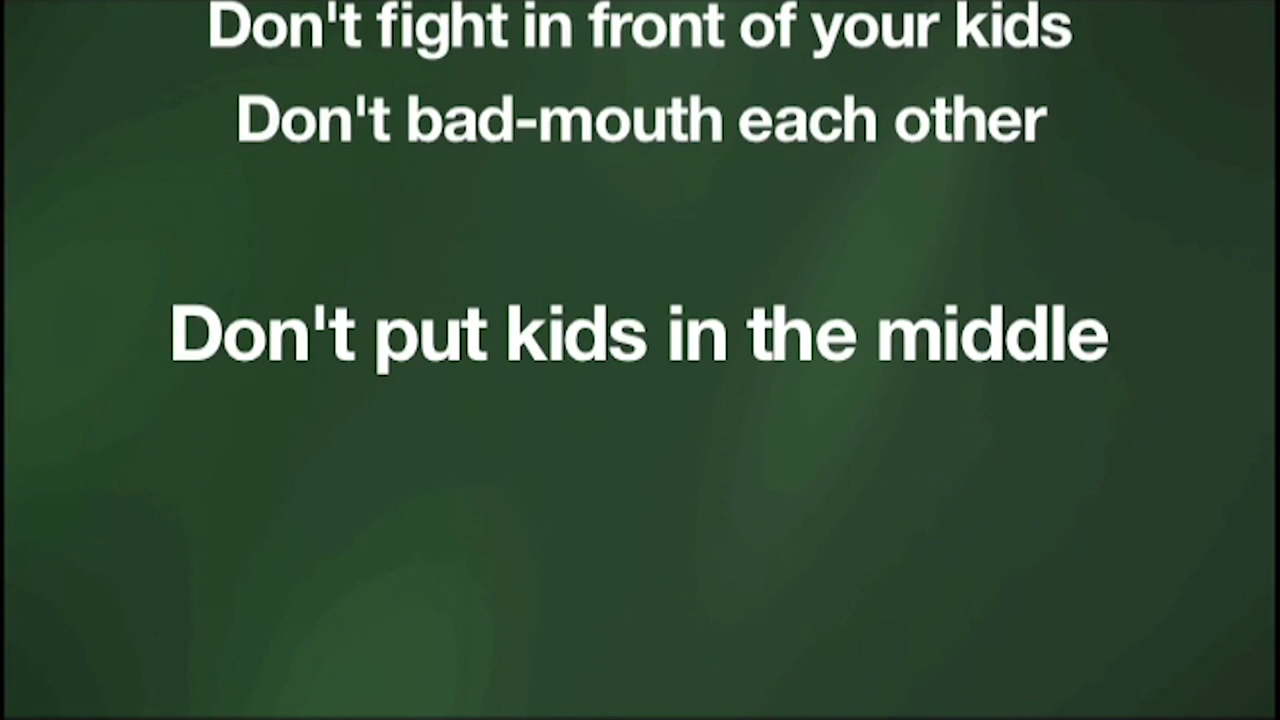 Don't fight in front of your kids
Don't bad-mouth each other
Don't put kids in the middle